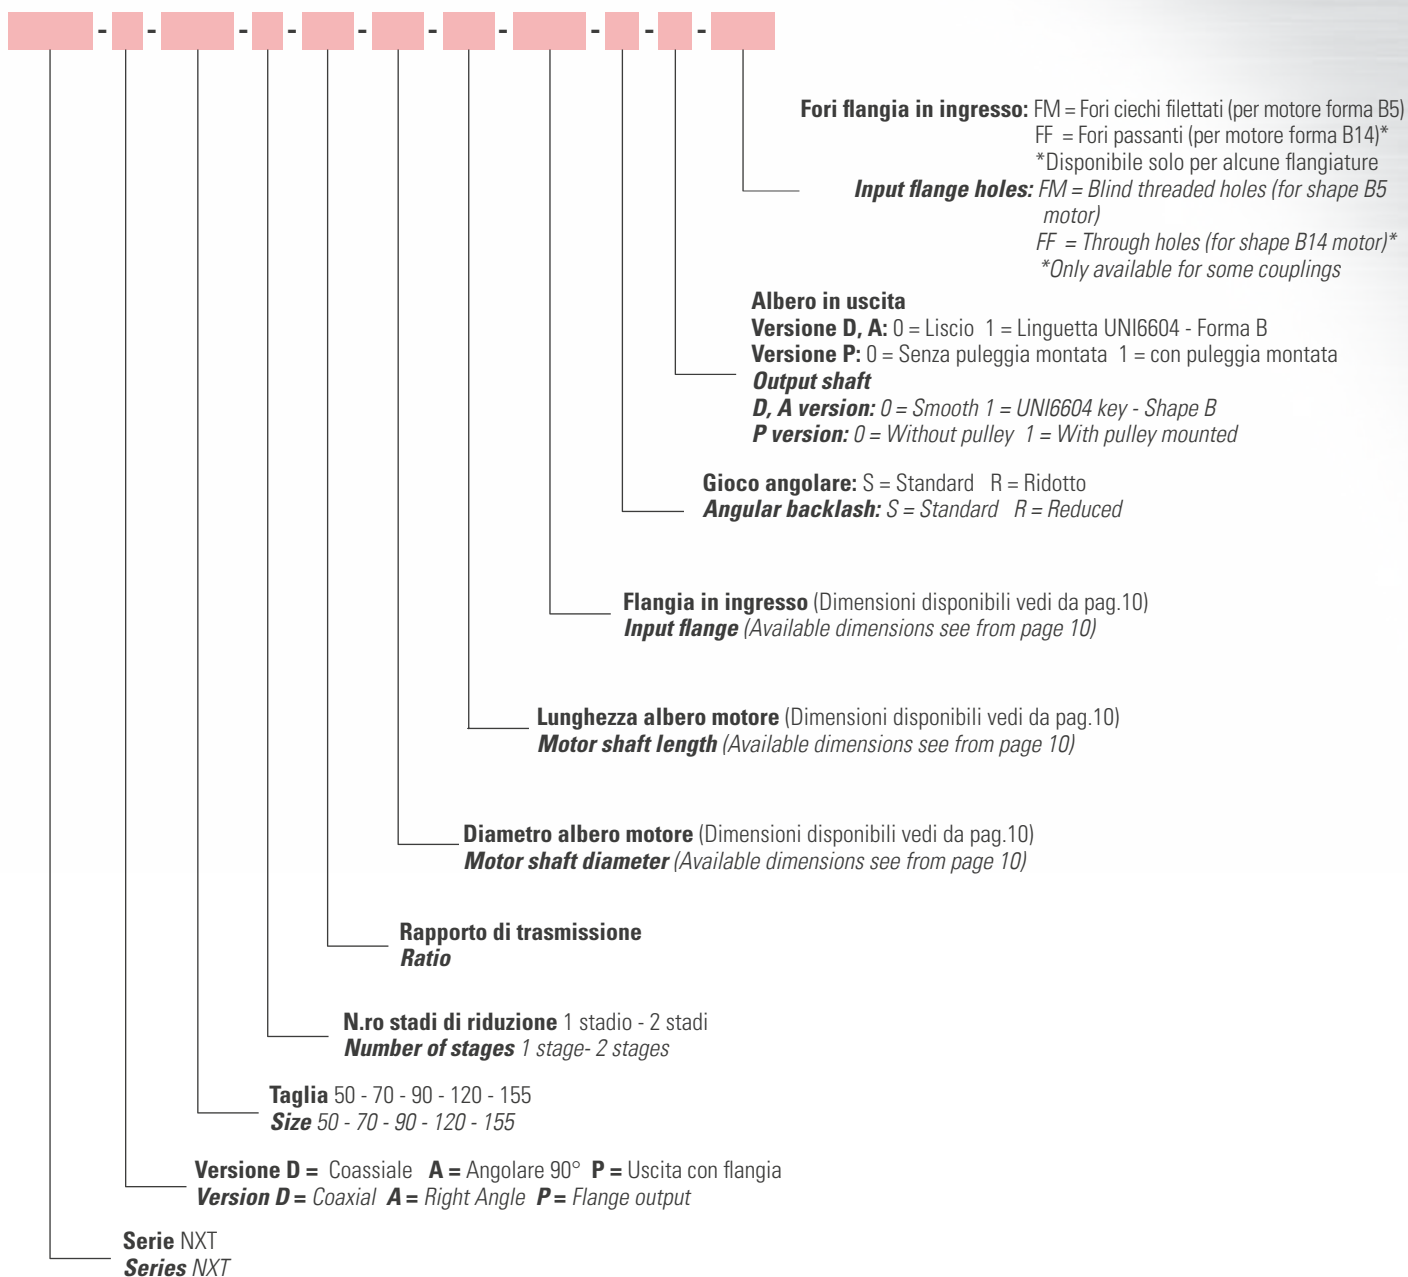 - - - - - - - - - -
Fori flangia in ingresso: FM = Fori ciechi filettati (per motore forma B5)
FF = Fori passanti (per motore forma B14)*
*Disponibile solo per alcune flangiature
Input flange holes: FM = Blind threaded holes (for shape B5
motor)
FF = Through holes (for shape B14 motor)*
*Only available for some couplings
Albero in uscita
Versione D, A: 0 = Liscio 1 = Linguetta UNI6604 - Forma B
Versione P: 0 = Senza puleggia montata 1 = con puleggia montata
Output shaft
D, A version: 0 = Smooth 1 = UNI6604 key - Shape B
P version: 0 = Without pulley 1 = With pulley mounted
Gioco angolare: S = Standard R = Ridotto
Angular backlash: S = Standard R = Reduced
Flangia in ingresso (Dimensioni disponibili vedi da pag.10)
Input flange (Available dimensions see from page 10)
Lunghezza albero motore (Dimensioni disponibili vedi da pag.10)
Motor shaft length (Available dimensions see from page 10)
Diametro albero motore (Dimensioni disponibili vedi da pag.10)
Motor shaft diameter (Available dimensions see from page 10)
Rapporto di trasmissione
Ratio
N.ro stadi di riduzione 1 stadio - 2 stadi
Number of stages 1 stage- 2 stages
Taglia 50 - 70 - 90 - 120 - 155
Size 50 - 70 - 90 - 120 - 155
Versione D = Coassiale A = Angolare 90° P = Uscita con flangia
Version D = Coaxial A = Right Angle P = Flange output
Serie NXT
Series NXT